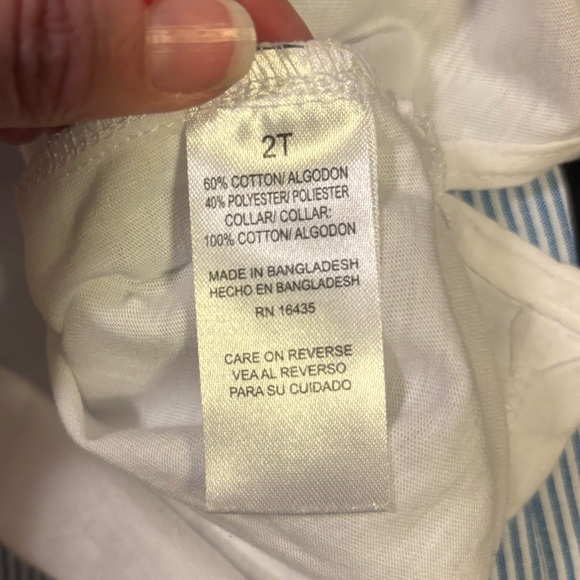 2T
60% COTTON/ ALGODON
40% POLYESTER/ POLIESTER
COLLAR/ COLLAR:
100% COTTON/ ALGODON
MADE IN BANGLADESH
HECHO EN BANGLADESH
RN 16435
CARE ON REVERSE
VEA AL REVERSO
PARA SU CUIDADO